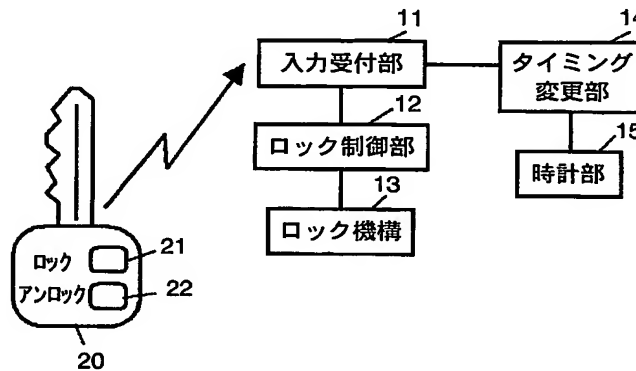 11
入力受付部
14
タイミング
変更部
12
ロック制御部
15
時計部
13
ロック機構
ロック
21
アンロック
22
20